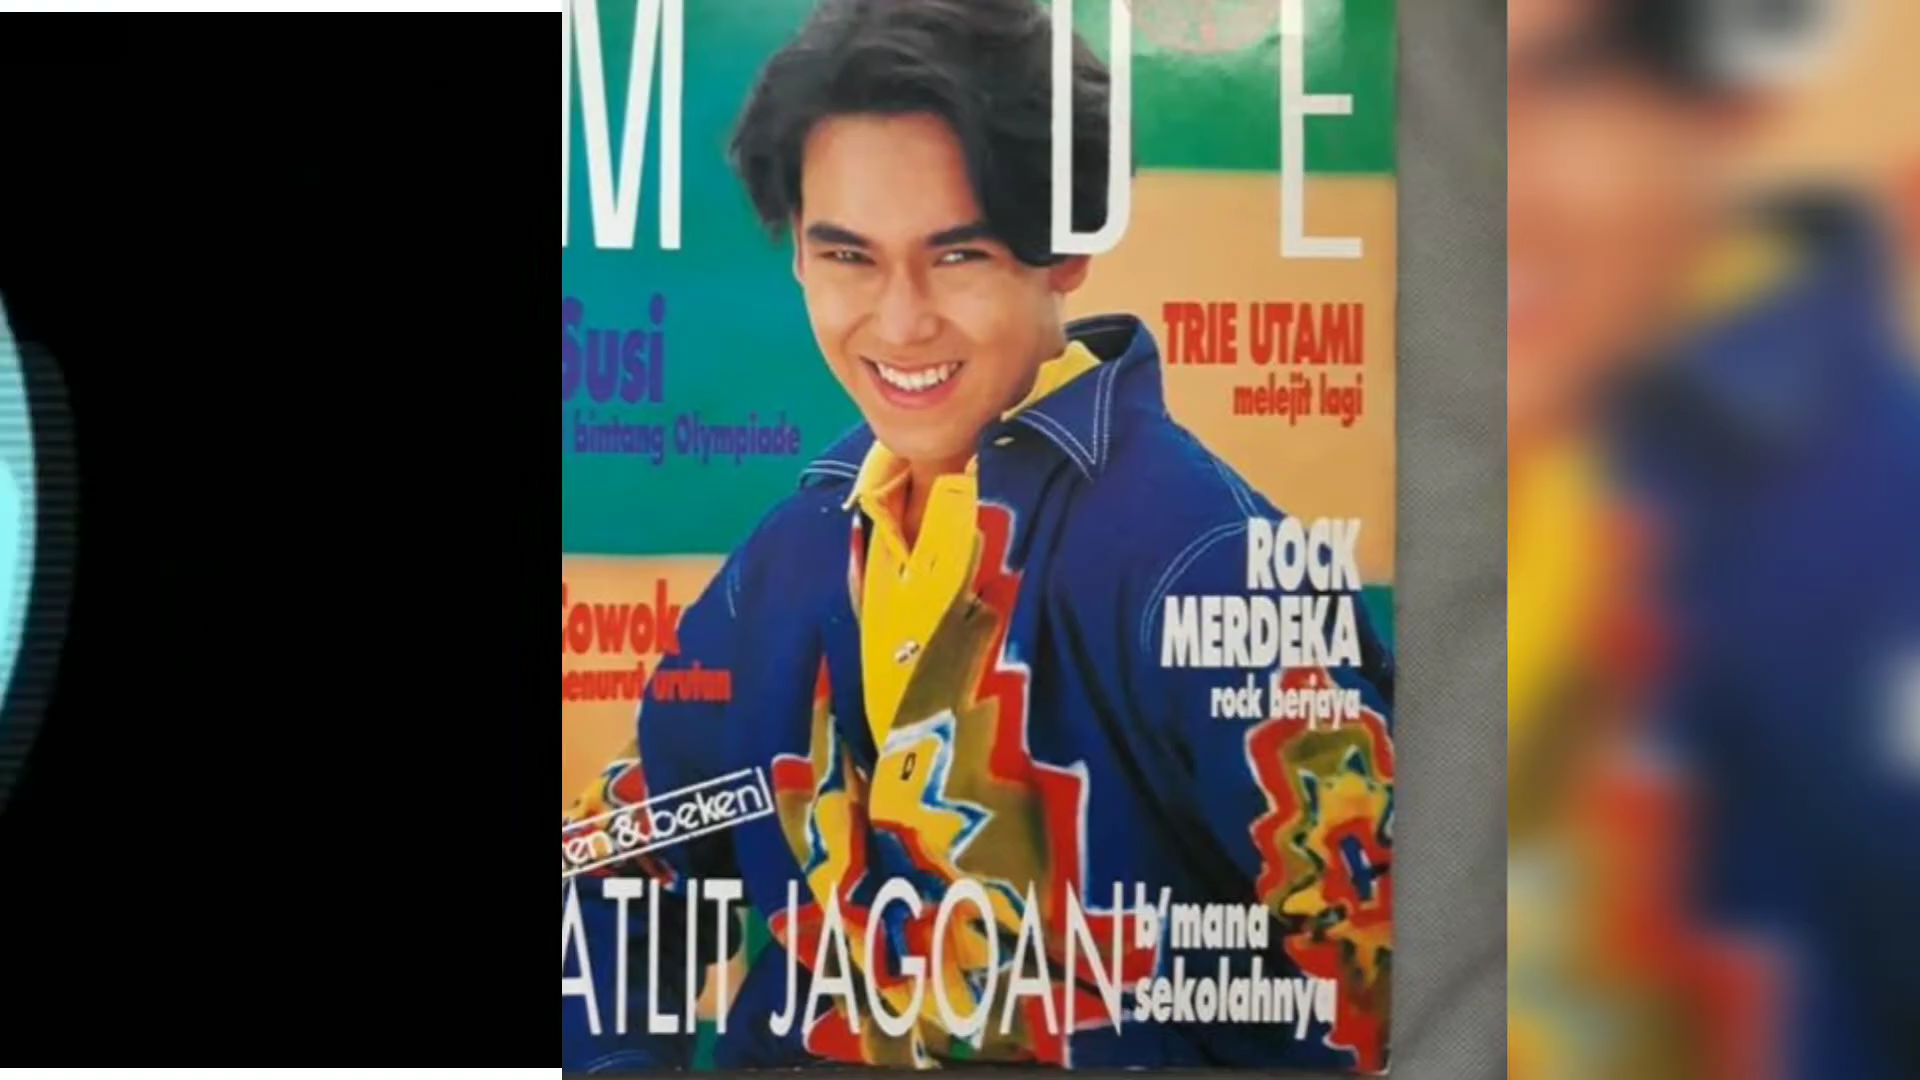 M D E
Susi
bintang Olympiade
TRIE UTAMI
melejit lagi
ROCK
MERDEKA
rock berjaya
owok
enurut urutan
en & beken
ATLIT JAGOAN
b'mana
sekolahnya